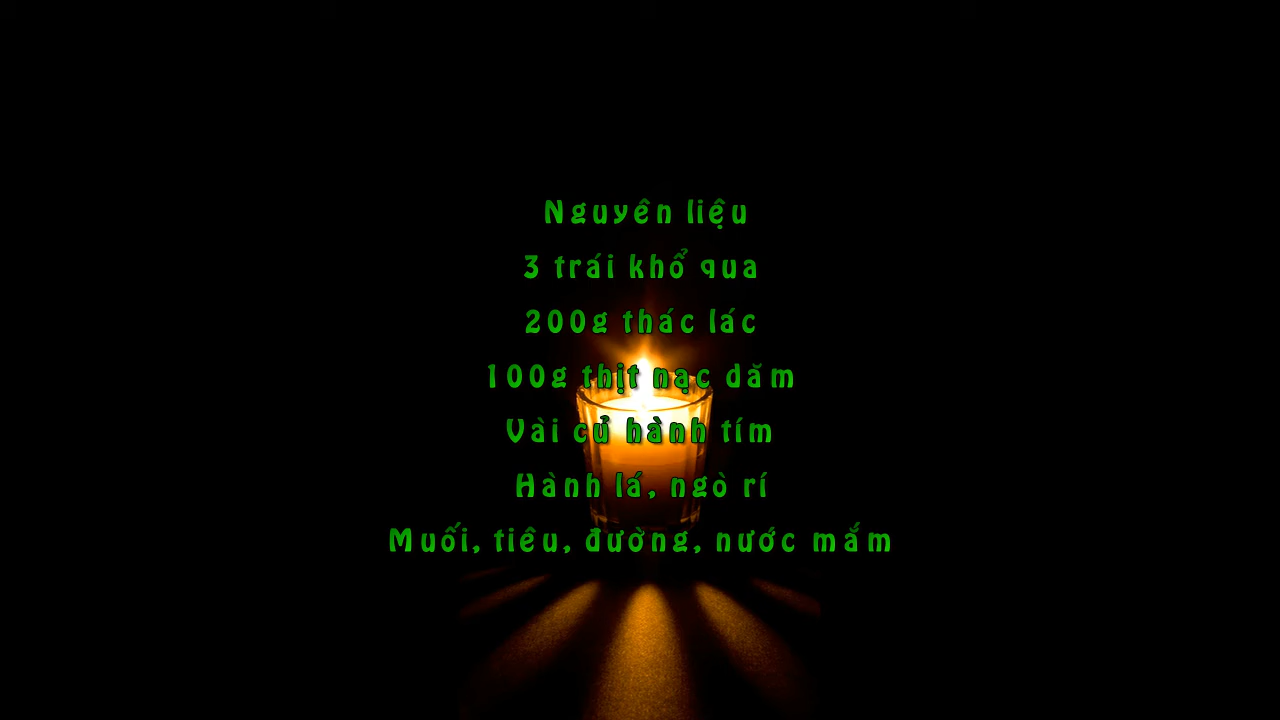 Nguyên liệu
3 trái khổ qua
200g thác lác
100g thịt nạc dăm
Vài củ hành tím
Hành lá, ngò rí
Muối, tiêu, đường, nước mắm